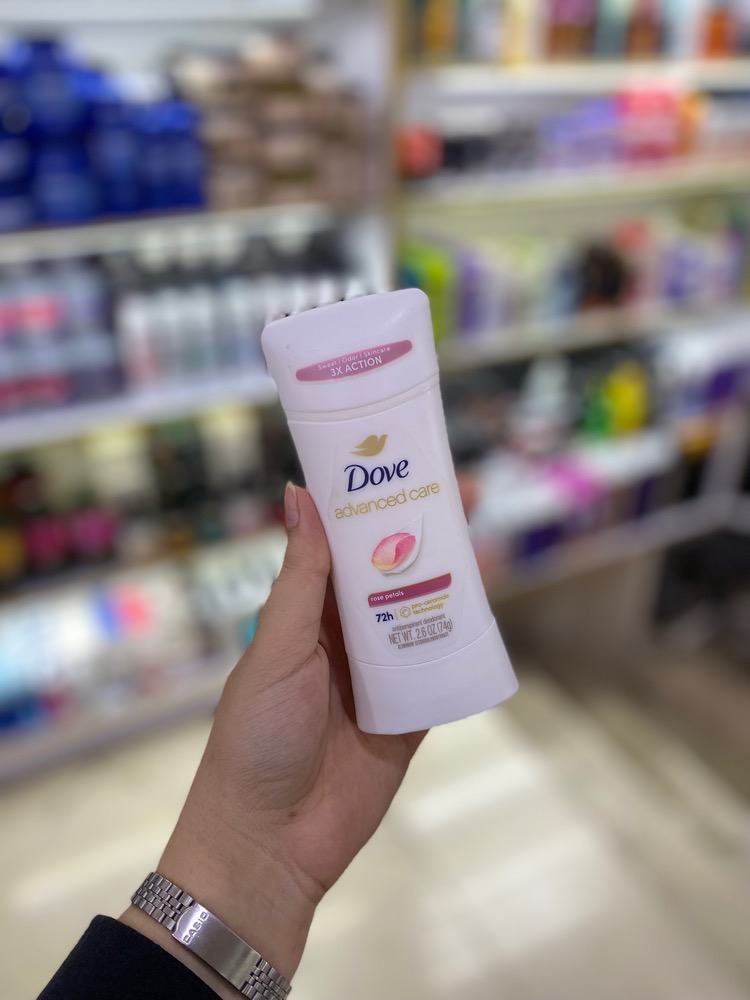 Sweat | Odor | Skincare
3X ACTION
Dove
advanced care
rose petals
72h
pro-ceramide
technology
antiperspirant deodorant
NET WT. 2.6 OZ (74g)
CASIO